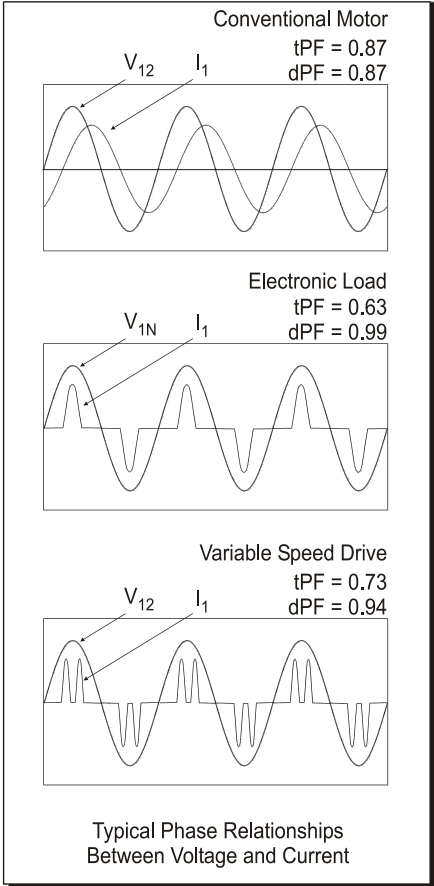 Conventional Motor
tPF = 0.87
dPF = 0.87
V₁₂ I₁
Electronic Load
tPF = 0.63
dPF = 0.99
V₁N I₁
Variable Speed Drive
tPF = 0.73
dPF = 0.94
V₁₂ I₁
Typical Phase Relationships
Between Voltage and Current